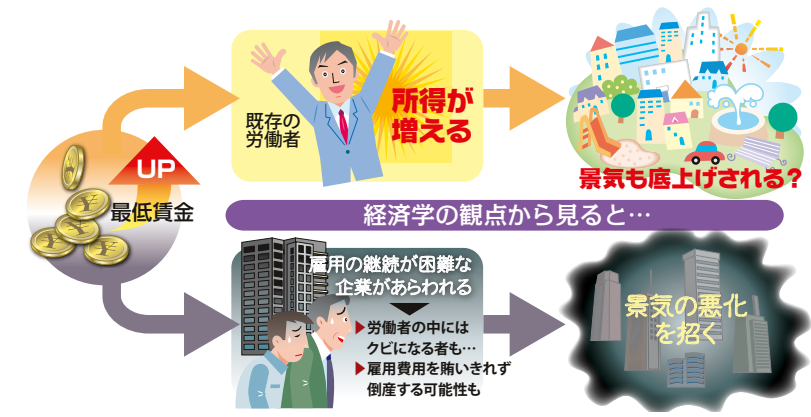 UP
最低賃金
既存の
労働者
所得が
増える
景気も底上げされる?
経済学の観点から見ると…
雇用の継続が困難な
企業があらわれる
▶労働者の中には
クビになる者も…
▶雇用費用を賄いきれず
倒産する可能性も
景気の悪化
を招く